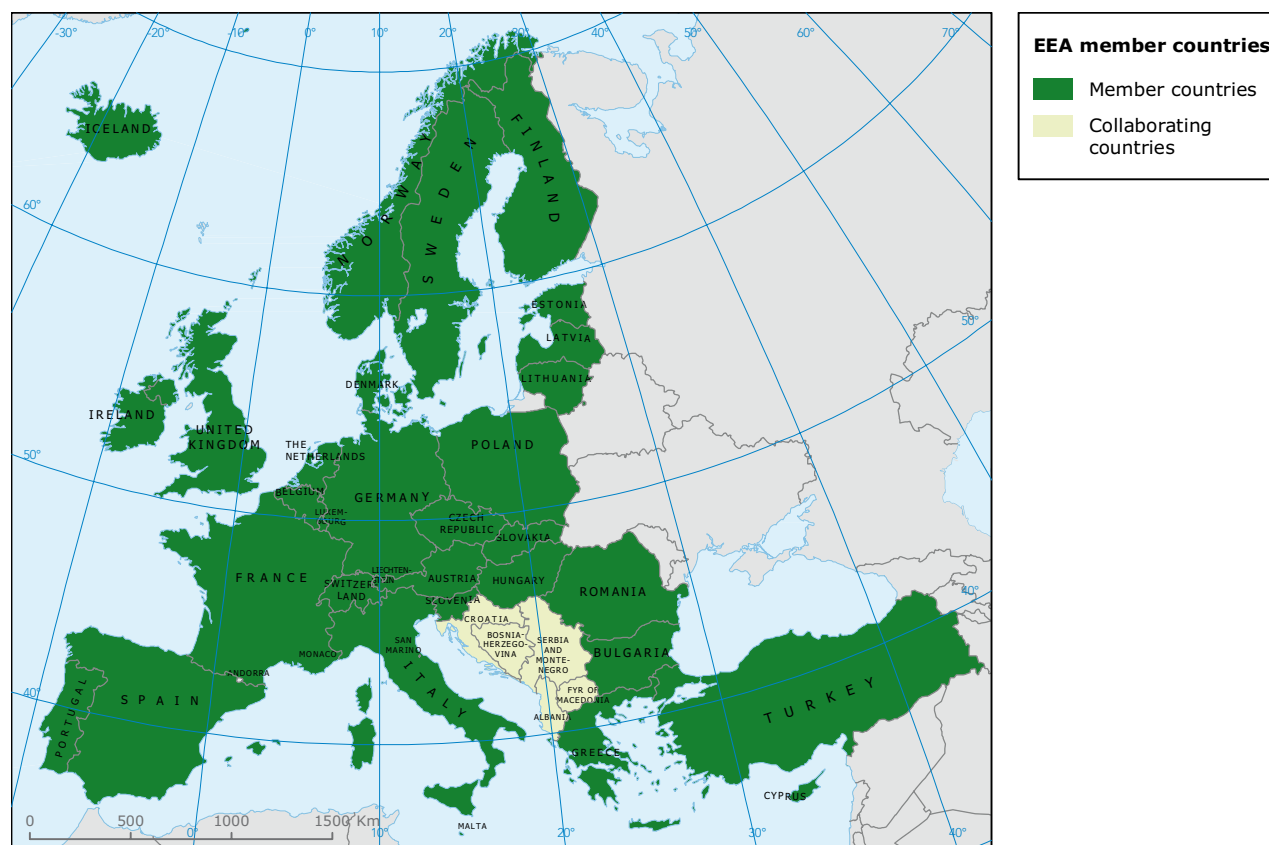 -30°
-20°
-10°
0°
10°
20°
30°
50°
60°
70°
EEA member countries
Member countries
Collaborating
countries
ICELAND
NORWAY
SWEDEN
FINLAND
60°
50°
ESTONIA
LATVIA
LITHUANIA
DENMARK
IRELAND
UNITED
KINGDOM
THE
NETHERLANDS
POLAND
50°
BELGIUM
GERMANY
LUXEM-
BOURG
CZECH
REPUBLIC
SLOVAKIA
FRANCE
LIECHTEN-
SWITZER-
LAND
AUSTRIA
HUNGARY
ROMANIA
40°
SLOVENIA
CROATIA
BOSNIA-
HERZEGO-
VINA
SERBIA
AND
MONTE-
NEGRO
SAN
MARINO
MONACO
BULGARIA
ANDORRA
ITALY
40°
SPAIN
PORTUGAL
FYR OF
MACEDONIA
ALBANIA
TURKEY
GREECE
CYPRUS
MALTA
0
500
1000
1500 Km
0°
10°
20°
30°
40°